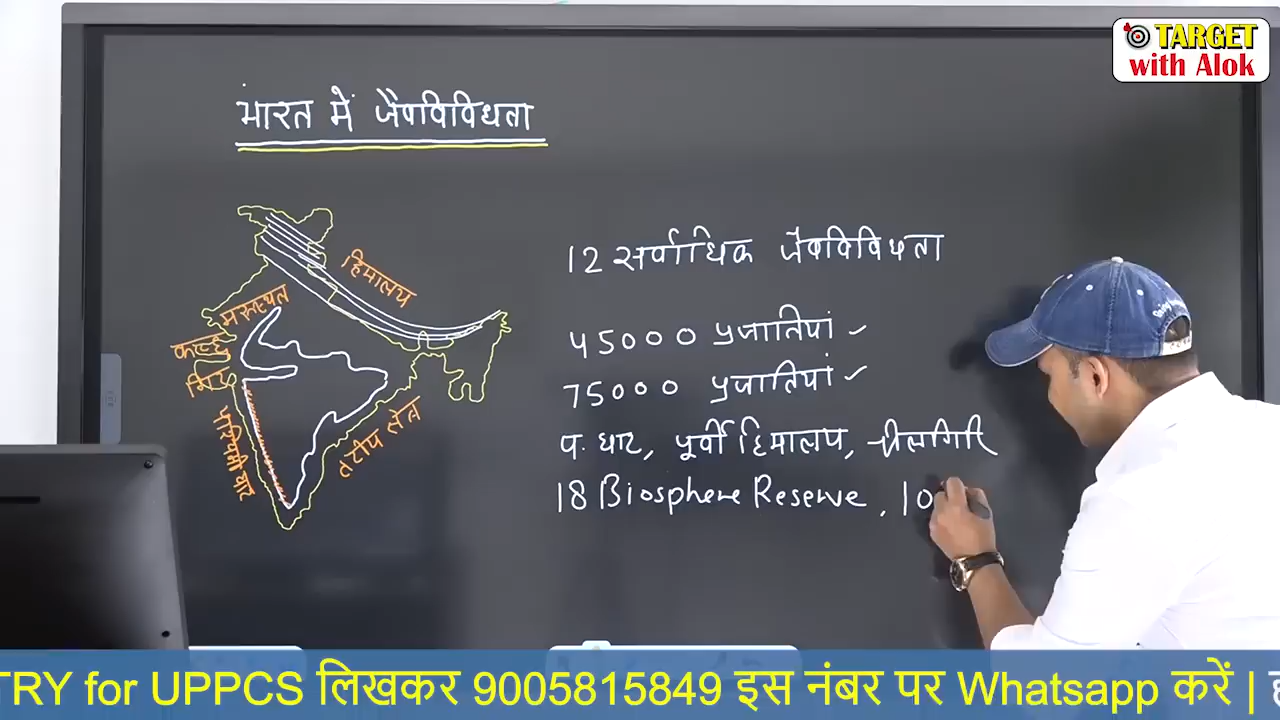 TARGET
with Alok
भारत में जैवविविधता
12 सर्वाधिक जैवविविधता
45000 प्रजातियां ✓
75000 प्रजातियां ✓
प. घाट, पूर्वी हिमालय, नीलगिरि
18 Biosphere Reserve, 10
हिमालय
मरुस्थल
कच्छ
गिर
पश्चिमी घाट
तटीय क्षेत्र
TRY for UPPCS लिखकर 9005815849 इस नंबर पर Whatsapp करें |